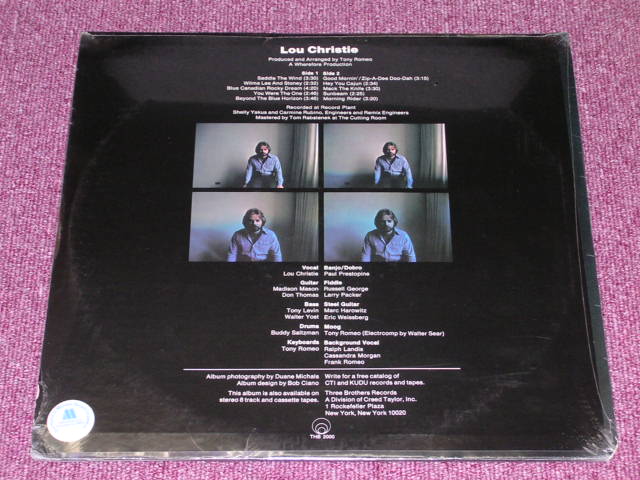 Lou Christie
Produced and Arranged by Tony Romeo
A Wherefore Production
Side 1
Saddle The Wind (3:30)
Wilma Lee And Stoney (2:32)
Blue Canadian Rocky Dream (4:20)
You Were The One (2:46)
Beyond The Blue Horizon (3:46)
Side 2
Good Mornin'/Zip-A-Dee Doo-Dah (3:15)
Hey You Cajun (2:34)
Mack The Knife (3:30)
Sunbeam (2:25)
Morning Rider (3:20)
Recorded at Record Plant
Shelly Yakus and Carmine Rubino, Engineers and Remix Engineers
Mastered by Tom Rabstenek at The Cutting Room
Vocal
Lou Christie
Guitar
Madison Mason
Don Thomas
Bass
Tony Levin
Walter Yost
Drums
Buddy Saltzman
Keyboards
Tony Romeo
Banjo/Dobro
Paul Prestopine
Fiddle
Russell George
Larry Packer
Steel Guitar
Marc Horowitz
Eric Weissberg
Moog
Tony Romeo (Electrcomp by Walter Sear)
Background Vocal
Ralph Landis
Cassandra Morgan
Frank Romeo
Album photography by Duane Michals
Album design by Bob Ciano
This album is also available on
stereo 8 track and cassette tapes.
Write for a free catalog of
CTI and KUDU records and tapes.
Three Brothers Records
A Division of Creed Taylor, Inc.
1 Rockefeller Plaza
New York, New York 10020
THB 2000